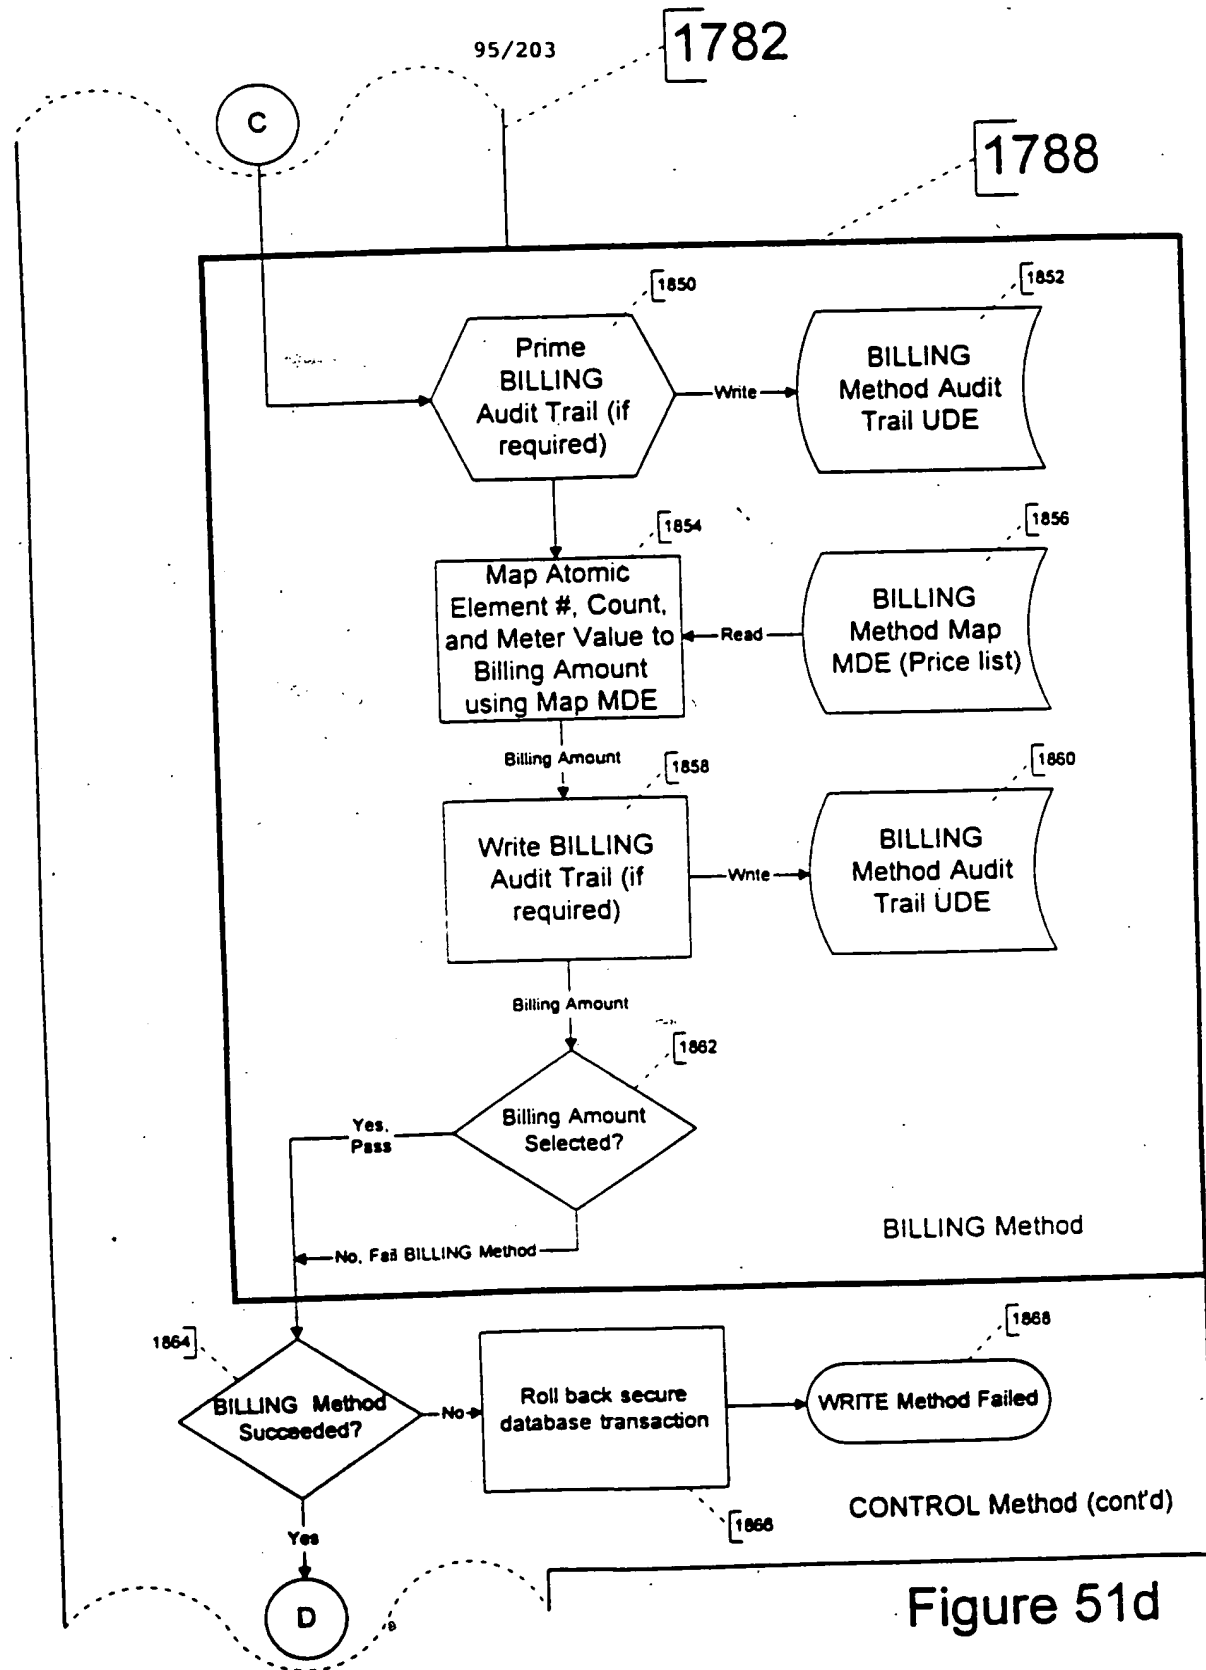 95/203
1782
C
1788
1850
1852
Prime
BILLING
Audit Trail (if
required)
Write
BILLING
Method Audit
Trail UDE
1854
1856
Map Atomic
Element #, Count,
and Meter Value to
Billing Amount
using Map MDE
Read
BILLING
Method Map
MDE (Price list)
Billing Amount
1858
1860
Write BILLING
Audit Trail (if
required)
Write
BILLING
Method Audit
Trail UDE
Billing Amount
1862
Billing Amount
Selected?
Yes,
Pass
No, Fail BILLING Method
BILLING Method
1864
BILLING Method
Succeeded?
No
Roll back secure
database transaction
1866
1868
WRITE Method Failed
CONTROL Method (cont'd)
Yes
D
Figure 51d